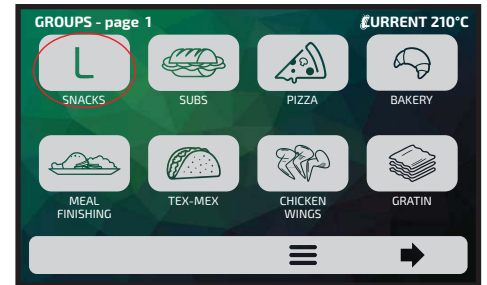 GROUPS - page 1
CURRENT 210°C
L
SNACKS
SUBS
PIZZA
BAKERY
MEAL
FINISHING
TEX-MEX
CHICKEN
WINGS
GRATIN